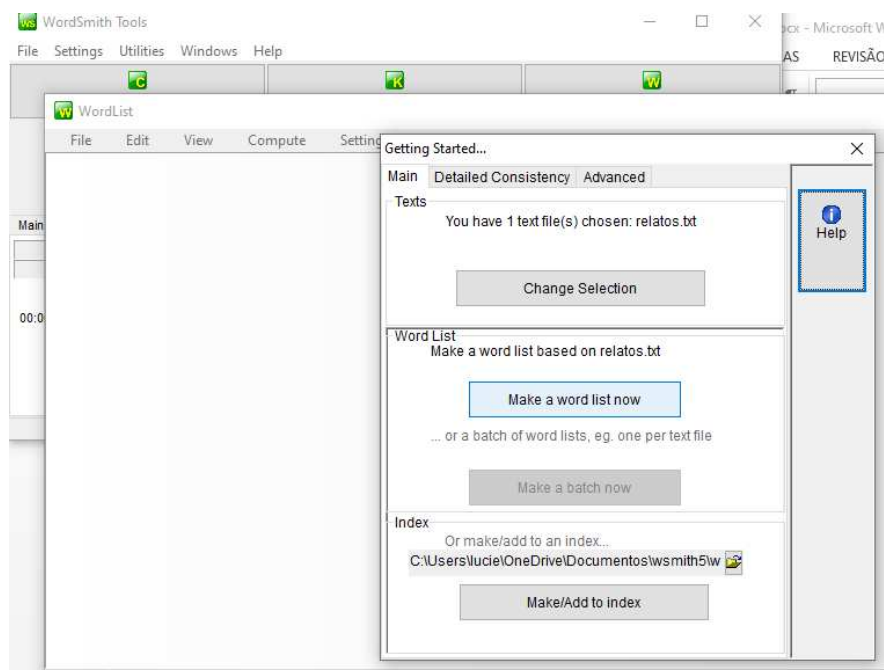 WordSmith Tools
File Settings Utilities Windows Help
ocx - Microsoft W
AS REVISÃO
C K W
WordList
File Edit View Compute Setting
Getting Started...
Main Detailed Consistency Advanced
Texts
You have 1 text file(s) chosen: relatos.txt
Change Selection
Help
Main
00:0
Word List
Make a word list based on relatos.txt
Make a word list now
... or a batch of word lists, eg. one per text file
Make a batch now
Index
Or make/add to an index...
C:\Users\lucie\OneDrive\Documentos\wsmith5\w
Make/Add to index